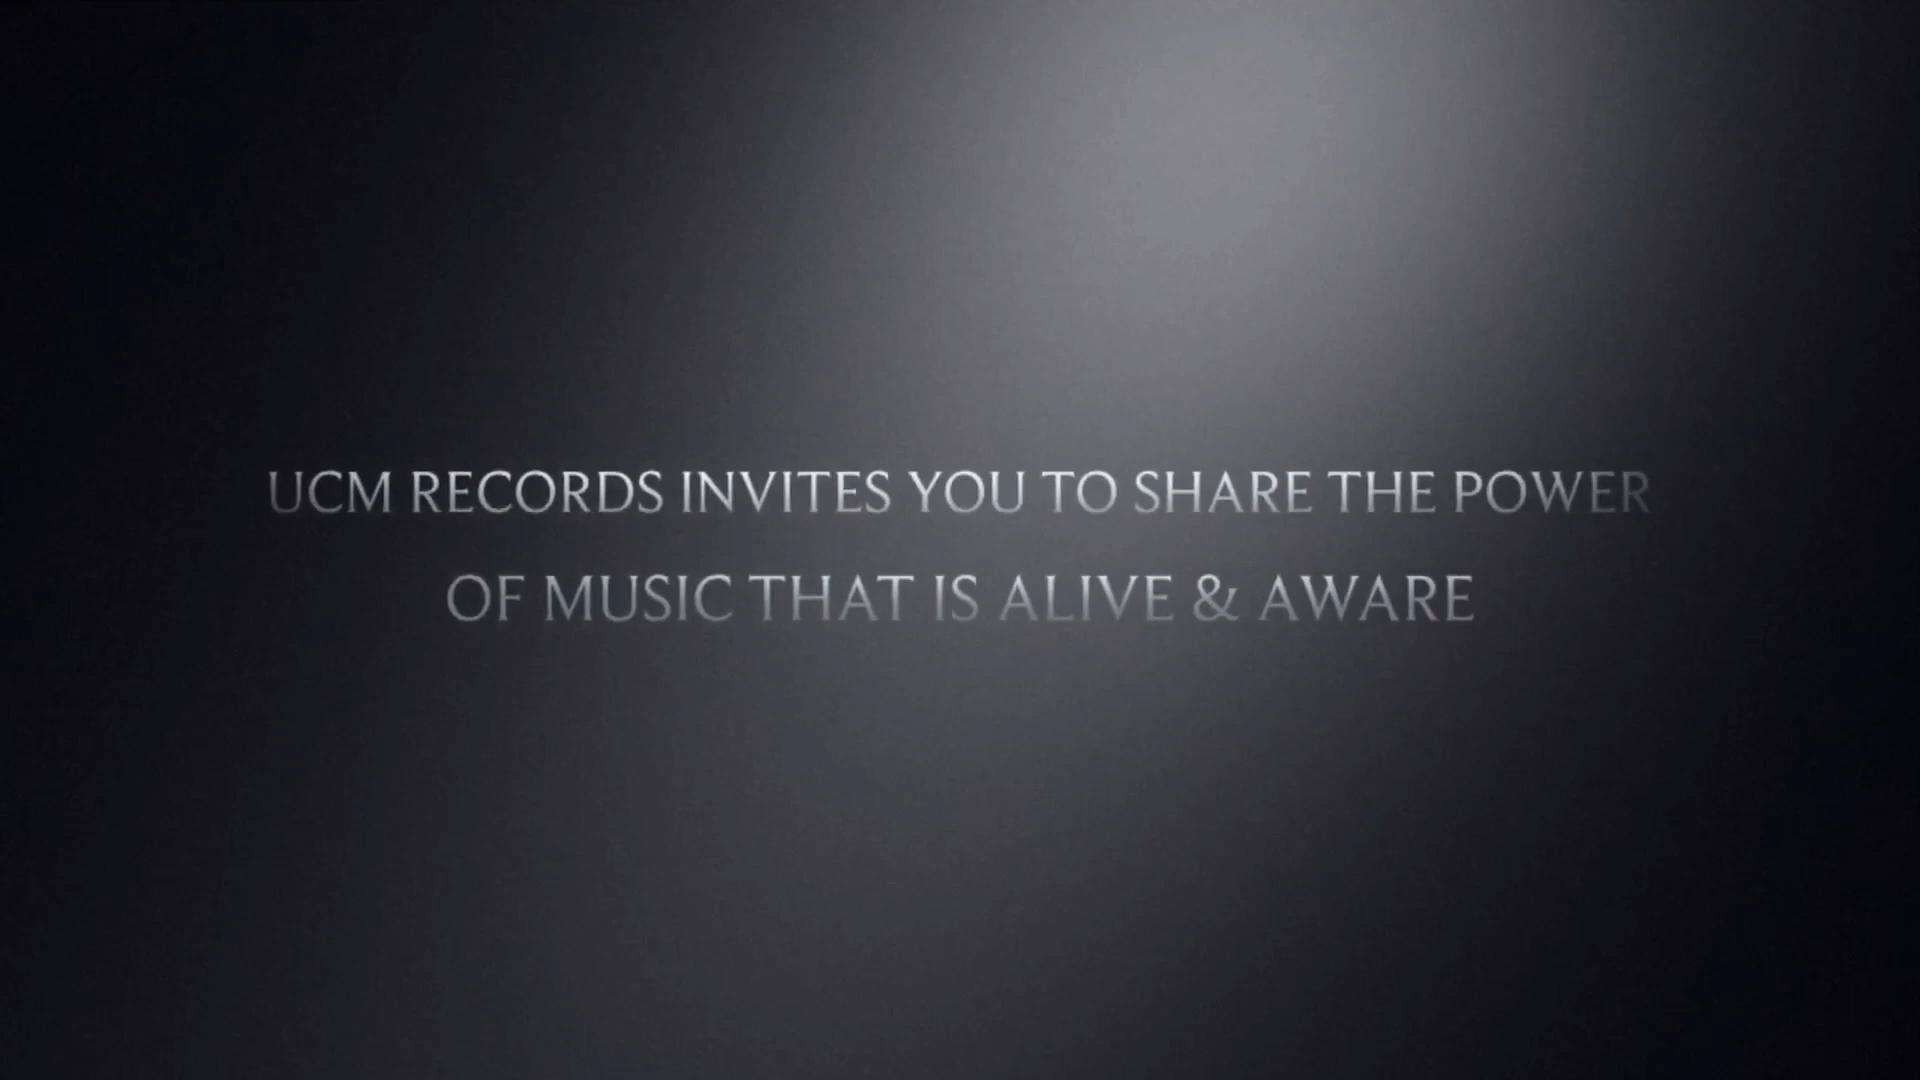 UCM RECORDS INVITES YOU TO SHARE THE POWER
OF MUSIC THAT IS ALIVE & AWARE